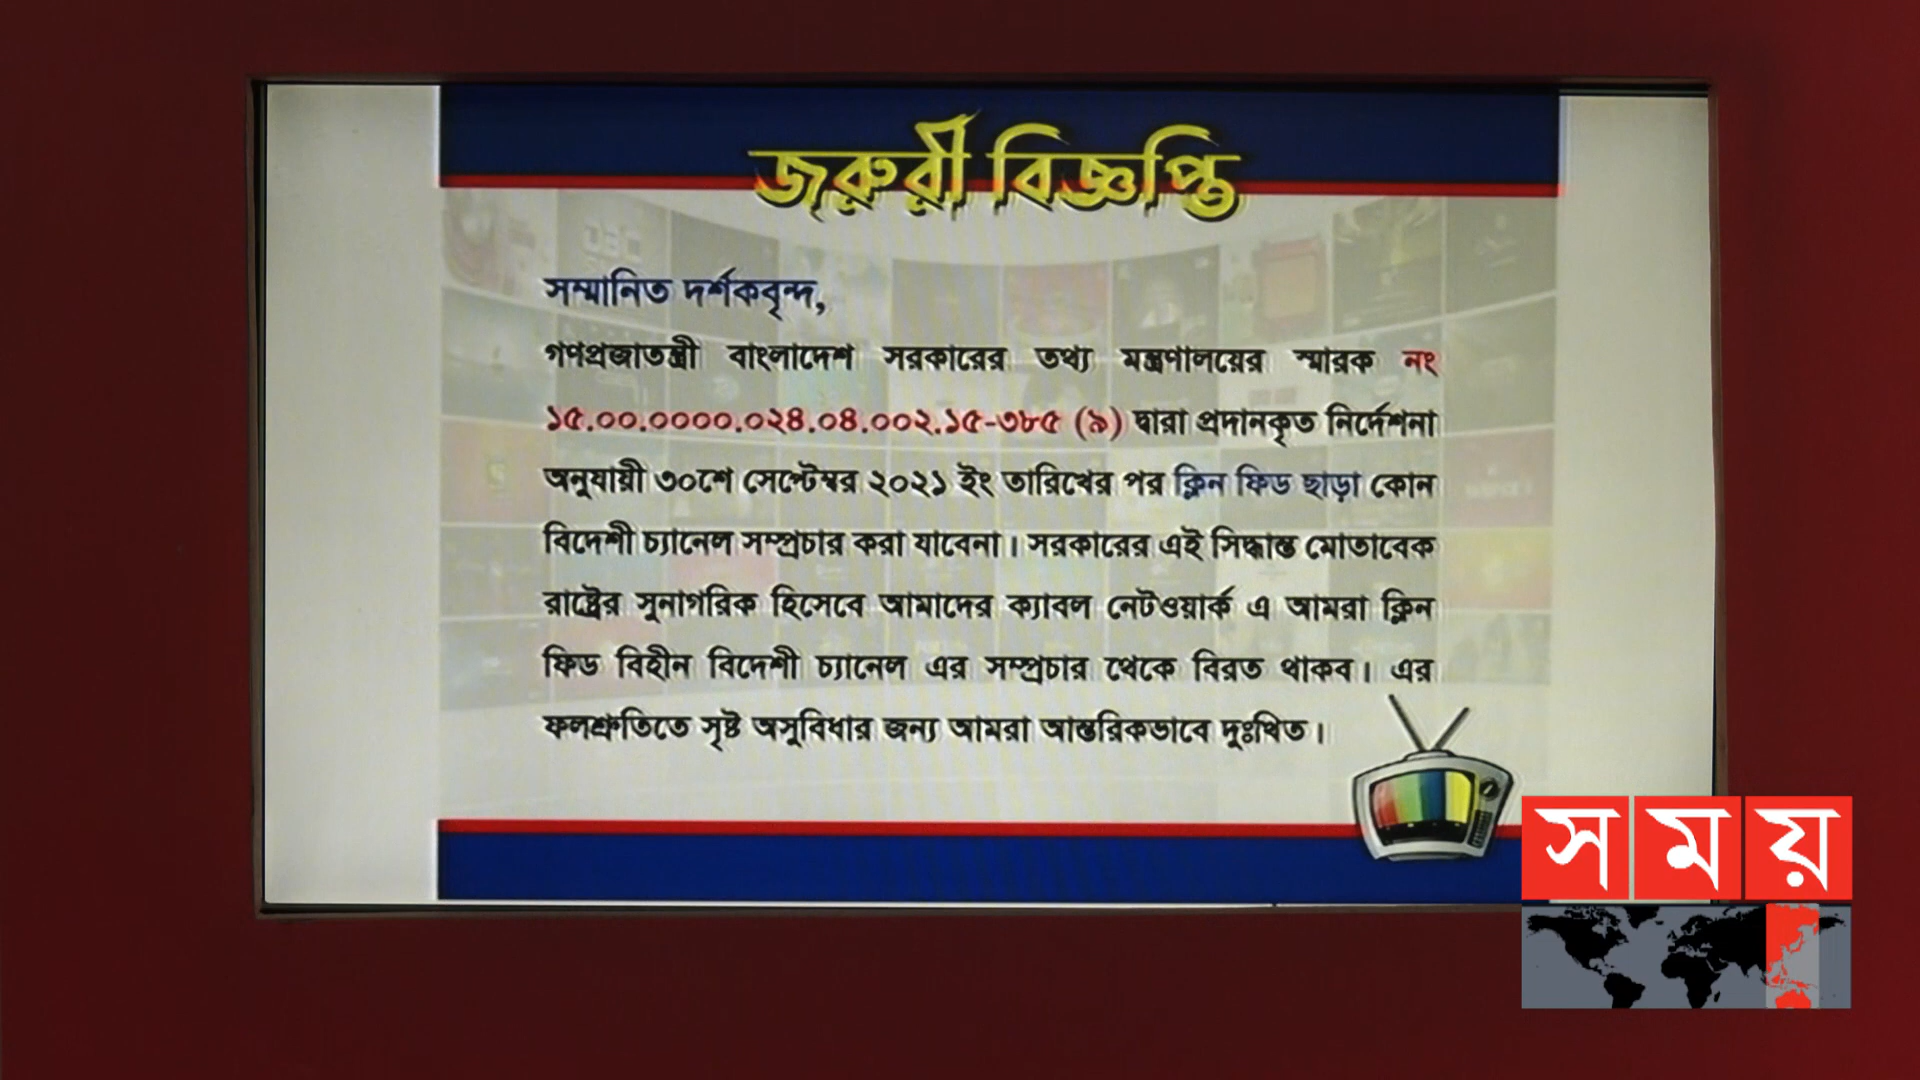 জরুরী বিজ্ঞপ্তি
সম্মানিত দর্শকবৃন্দ,
গণপ্রজাতন্ত্রী বাংলাদেশ সরকারের তথ্য মন্ত্রণালয়ের স্মারক নং
১৫.০০.০০০০.০২৪.০৪.০০২.১৫-৩৮৫ (৯) দ্বারা প্রদানকৃত নির্দেশনা
অনুযায়ী ৩০শে সেপ্টেম্বর ২০২১ ইং তারিখের পর ক্লিন ফিড ছাড়া কোন
বিদেশী চ্যানেল সম্প্রচার করা যাবেনা। সরকারের এই সিদ্ধান্ত মোতাবেক
রাষ্ট্রের সুনাগরিক হিসেবে আমাদের ক্যাবল নেটওয়ার্ক এ আমরা ক্লিন
ফিড বিহীন বিদেশী চ্যানেল এর সম্প্রচার থেকে বিরত থাকব। এর
ফলশ্রুতিতে সৃষ্ট অসুবিধার জন্য আমরা আন্তরিকভাবে দুঃখিত।
সময়